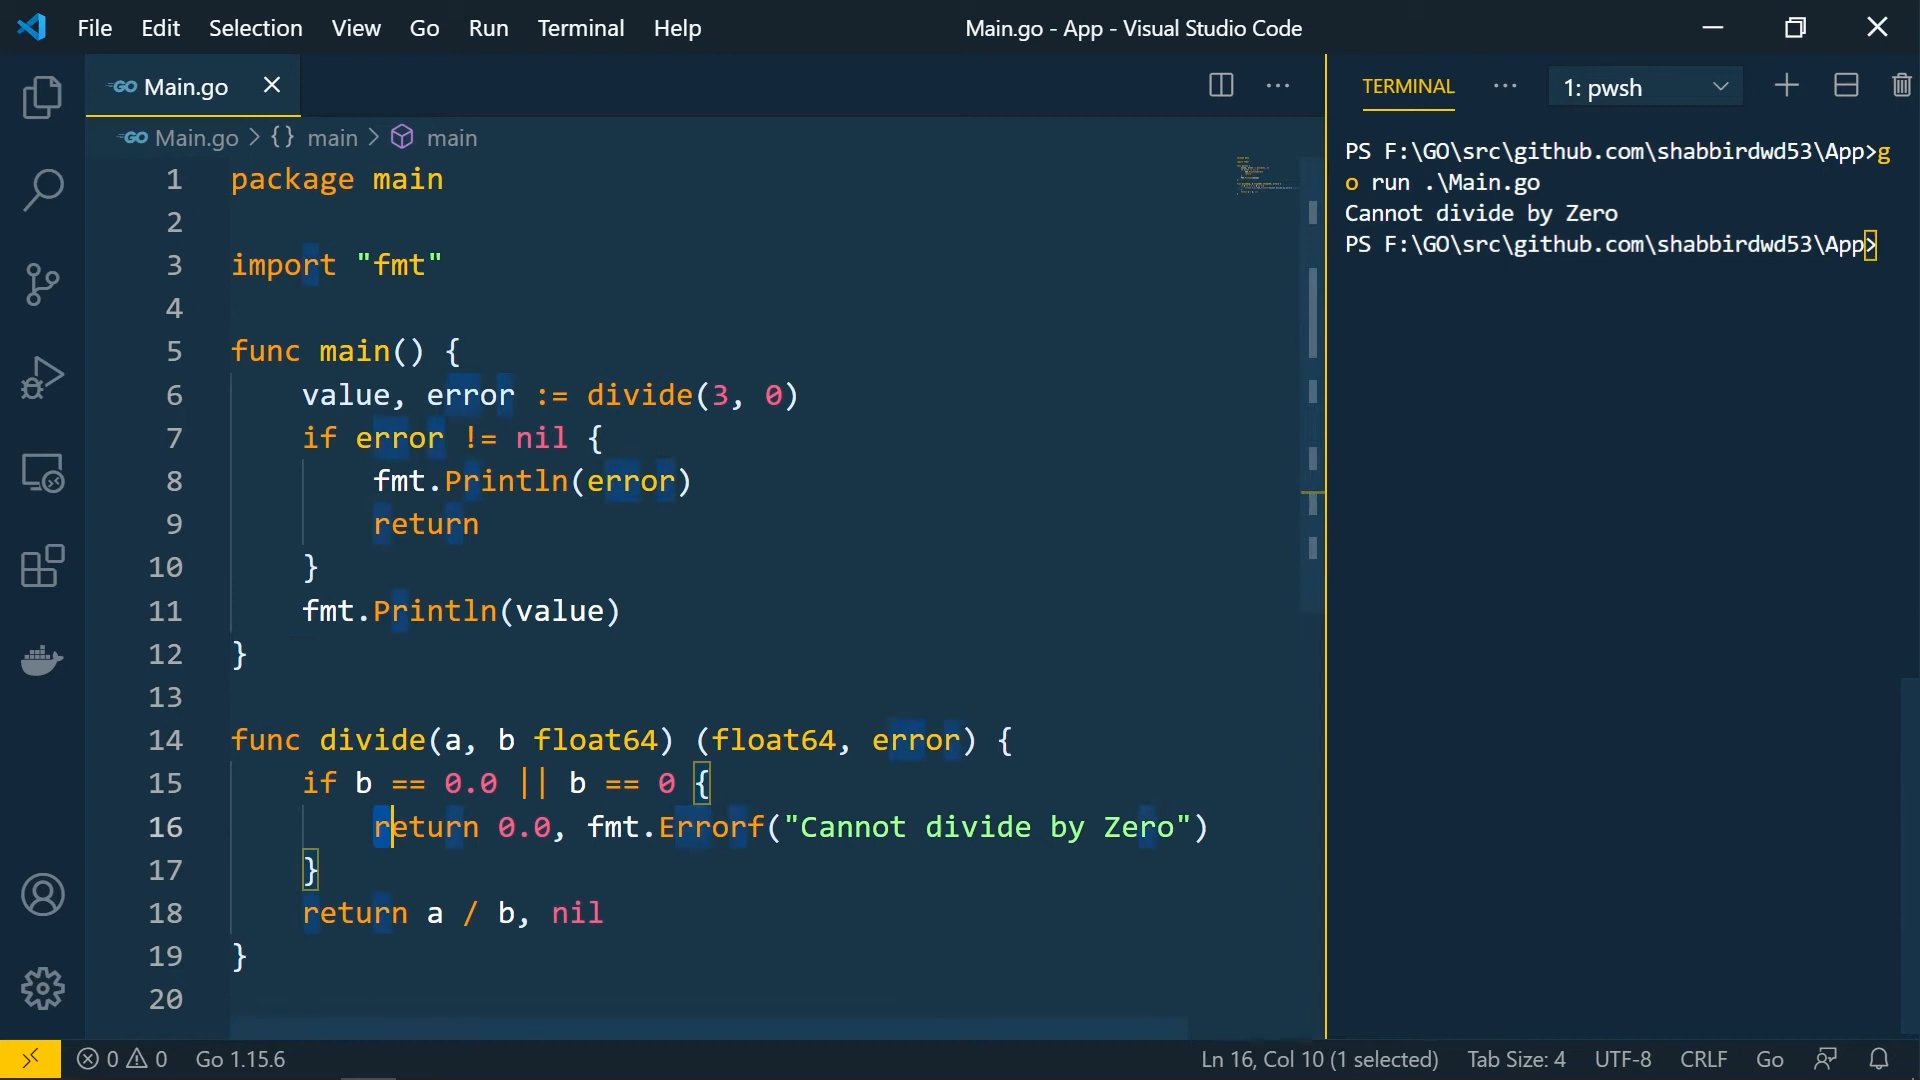 File Edit Selection View Go Run Terminal Help Main.go - App - Visual Studio Code
GO Main.go
TERMINAL 1: pwsh
GO Main.go > {} main > main
1 package main
2
3 import "fmt"
4
5 func main() {
6 value, error := divide(3, 0)
7 if error != nil {
8 fmt.Println(error)
9 return
10 }
11 fmt.Println(value)
12 }
13
14 func divide(a, b float64) (float64, error) {
15 if b == 0.0 || b == 0 {
16 return 0.0, fmt.Errorf("Cannot divide by Zero")
17 }
18 return a / b, nil
19 }
20
PS F:\GO\src\github.com\shabbirdwd53\App>g
o run .\Main.go
Cannot divide by Zero
PS F:\GO\src\github.com\shabbirdwd53\App>
0 0 Go 1.15.6 Ln 16, Col 10 (1 selected) Tab Size: 4 UTF-8 CRLF Go